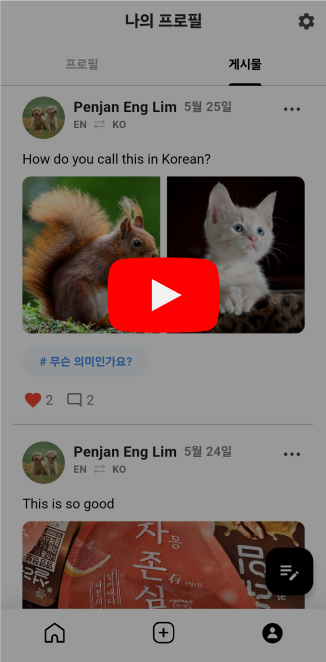 나의 프로필
프로필
게시물
Penjan Eng Lim 5월 25일
EN KO
How do you call this in Korean?
# 무슨 의미인가요?
2 2
Penjan Eng Lim 5월 24일
EN KO
This is so good
자몽
존
심